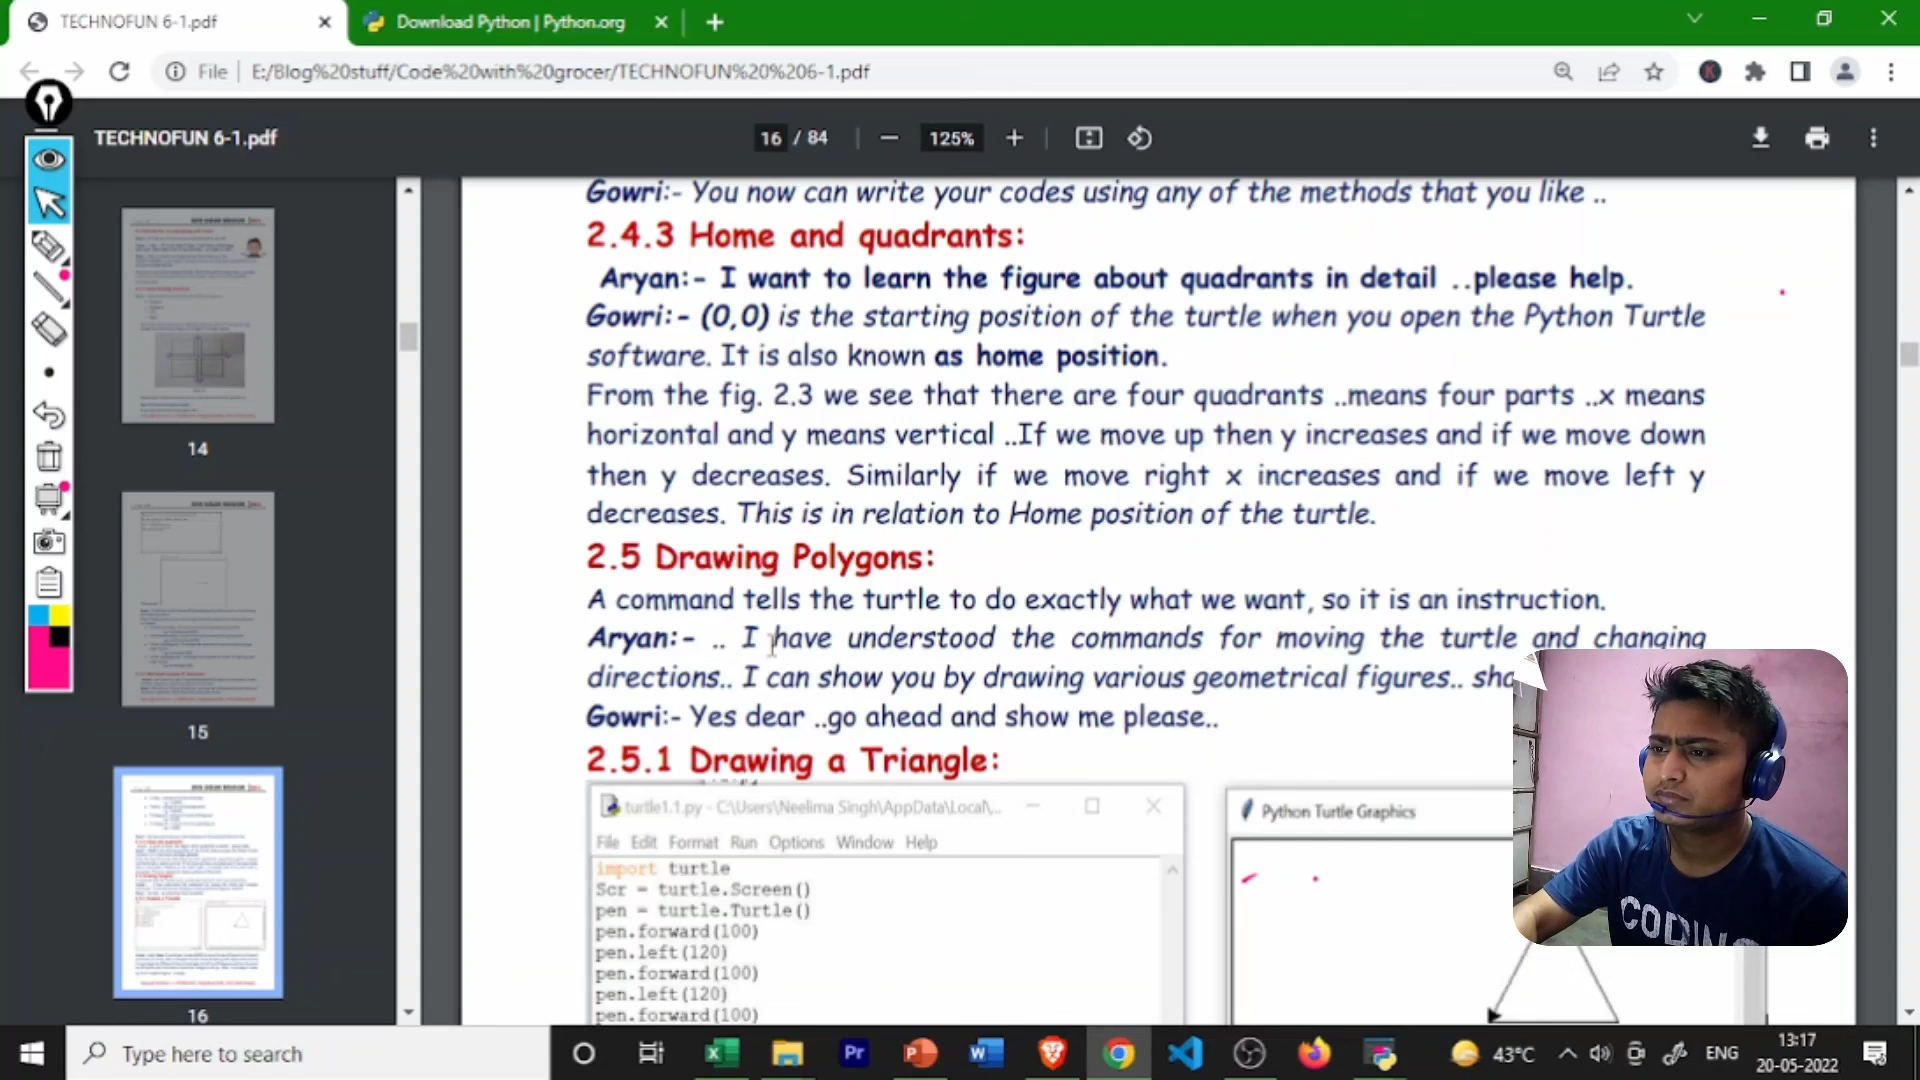 TECHNOFUN 6-1.pdf
Download Python | Python.org
File
E:/Blog%20stuff/Code%20with%20grocer/TECHNOFUN%20%206-1.pdf
TECHNOFUN 6-1.pdf
16 / 84
125%
14
15
16
Gowri:- You now can write your codes using any of the methods that you like ..
2.4.3 Home and quadrants:
Aryan:- I want to learn the figure about quadrants in detail ..please help.
Gowri:- (0,0) is the starting position of the turtle when you open the Python Turtle
software. It is also known as home position.
From the fig. 2.3 we see that there are four quadrants ..means four parts ..x means
horizontal and y means vertical ..If we move up then y increases and if we move down
then y decreases. Similarly if we move right x increases and if we move left y
decreases. This is in relation to Home position of the turtle.
2.5 Drawing Polygons:
A command tells the turtle to do exactly what we want, so it is an instruction.
Aryan:- .. I have understood the commands for moving the turtle and changing
directions.. I can show you by drawing various geometrical figures..
Gowri:- Yes dear ..go ahead and show me please..
2.5.1 Drawing a Triangle:
turtle1.1.py - C:\Users\Neelima Singh\AppData\Local\...
File Edit Format Run Options Window Help
import turtle
Scr = turtle.Screen()
pen = turtle.Turtle()
pen.forward(100)
pen.left(120)
pen.forward(100)
pen.left(120)
pen.forward(100)
Python Turtle Graphics
CODING
Type here to search
43°C
ENG
13:17
20-05-2022